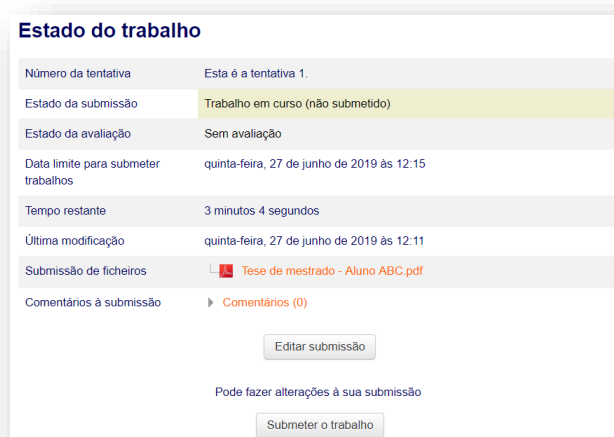 Estado do trabalho
Número da tentativa Esta é a tentativa 1.
Estado da submissão Trabalho em curso (não submetido)
Estado da avaliação Sem avaliação
Data limite para submeter quinta-feira, 27 de junho de 2019 às 12:15
trabalhos
Tempo restante 3 minutos 4 segundos
Última modificação quinta-feira, 27 de junho de 2019 às 12:11
Submissão de ficheiros Tese de mestrado - Aluno ABC.pdf
Comentários à submissão Comentários (0)
Editar submissão
Pode fazer alterações à sua submissão
Submeter o trabalho